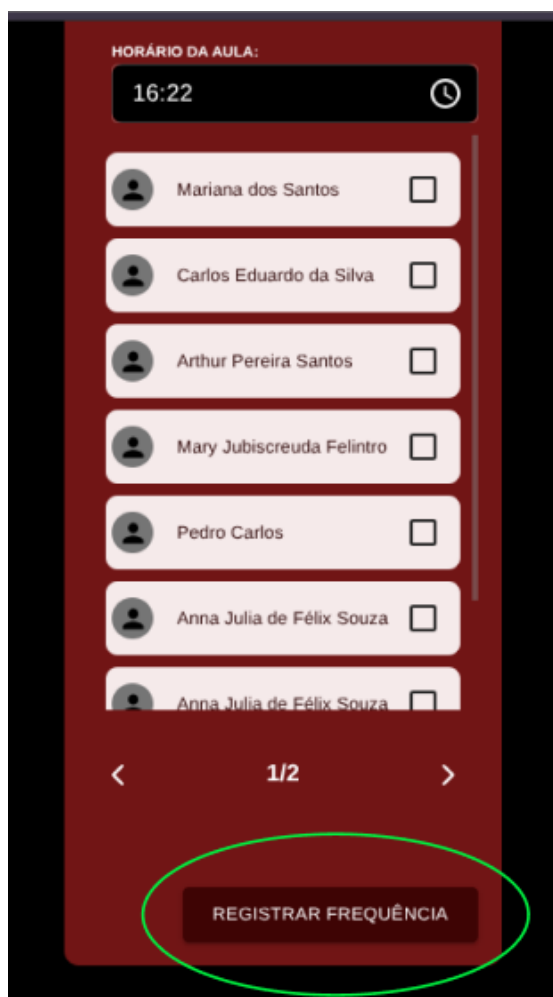 HORÁRIO DA AULA:
16:22
Mariana dos Santos
Carlos Eduardo da Silva
Arthur Pereira Santos
Mary Jubiscreuda Felintro
Pedro Carlos
Anna Julia de Félix Souza
Anna Julia de Félix Souza
1/2
REGISTRAR FREQUÊNCIA